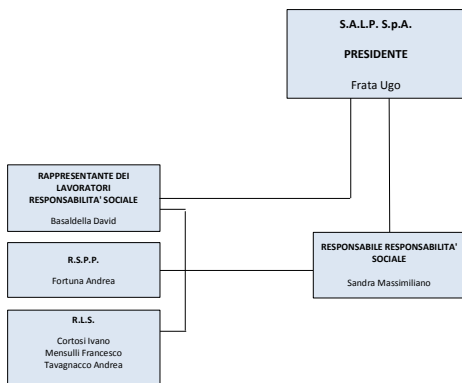 S.A.L.P. S.p.A.
PRESIDENTE
Frata Ugo
RAPPRESENTANTE DEI
LAVORATORI
RESPONSABILITA' SOCIALE
Basaldella David
R.S.P.P.
Fortuna Andrea
RESPONSABILE RESPONSABILITA'
SOCIALE
Sandra Massimiliano
R.L.S.
Cortosi Ivano
Mensulli Francesco
Tavagnacco Andrea